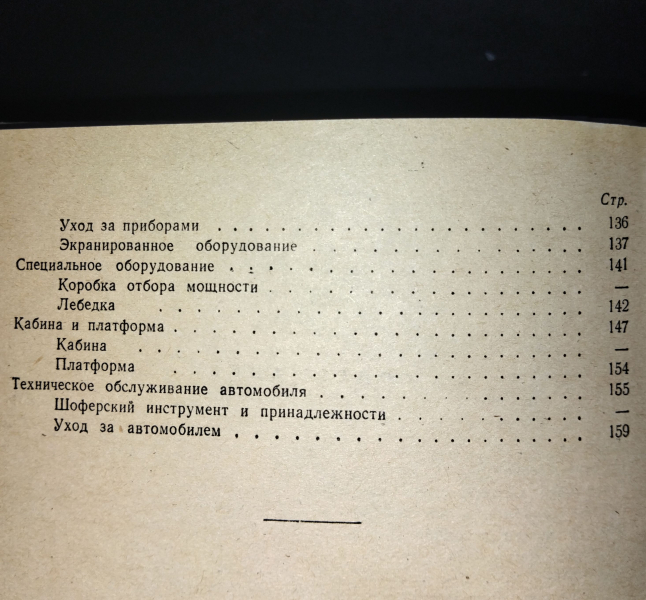 Стр.
Уход за приборами . . . . . . . . . . . . . . . . . . . 136
Экранированное оборудование . . . . . . . . . . . . . . 137
Специальное оборудование . . . . . . . . . . . . . . . . 141
Коробка отбора мощности . . . . . . . . . . . . . . . . —
Лебедка . . . . . . . . . . . . . . . . . . . . 142
Кабина и платформа . . . . . . . . . . . . . . . . . . . 147
Кабина . . . . . . . . . . . . . . . . . . . . —
Платформа . . . . . . . . . . . . . . . . . . . 154
Техническое обслуживание автомобиля . . . . . . . . . . . . 155
Шоферский инструмент и принадлежности . . . . . . . . . . —
Уход за автомобилем . . . . . . . . . . . . . . . . . 159